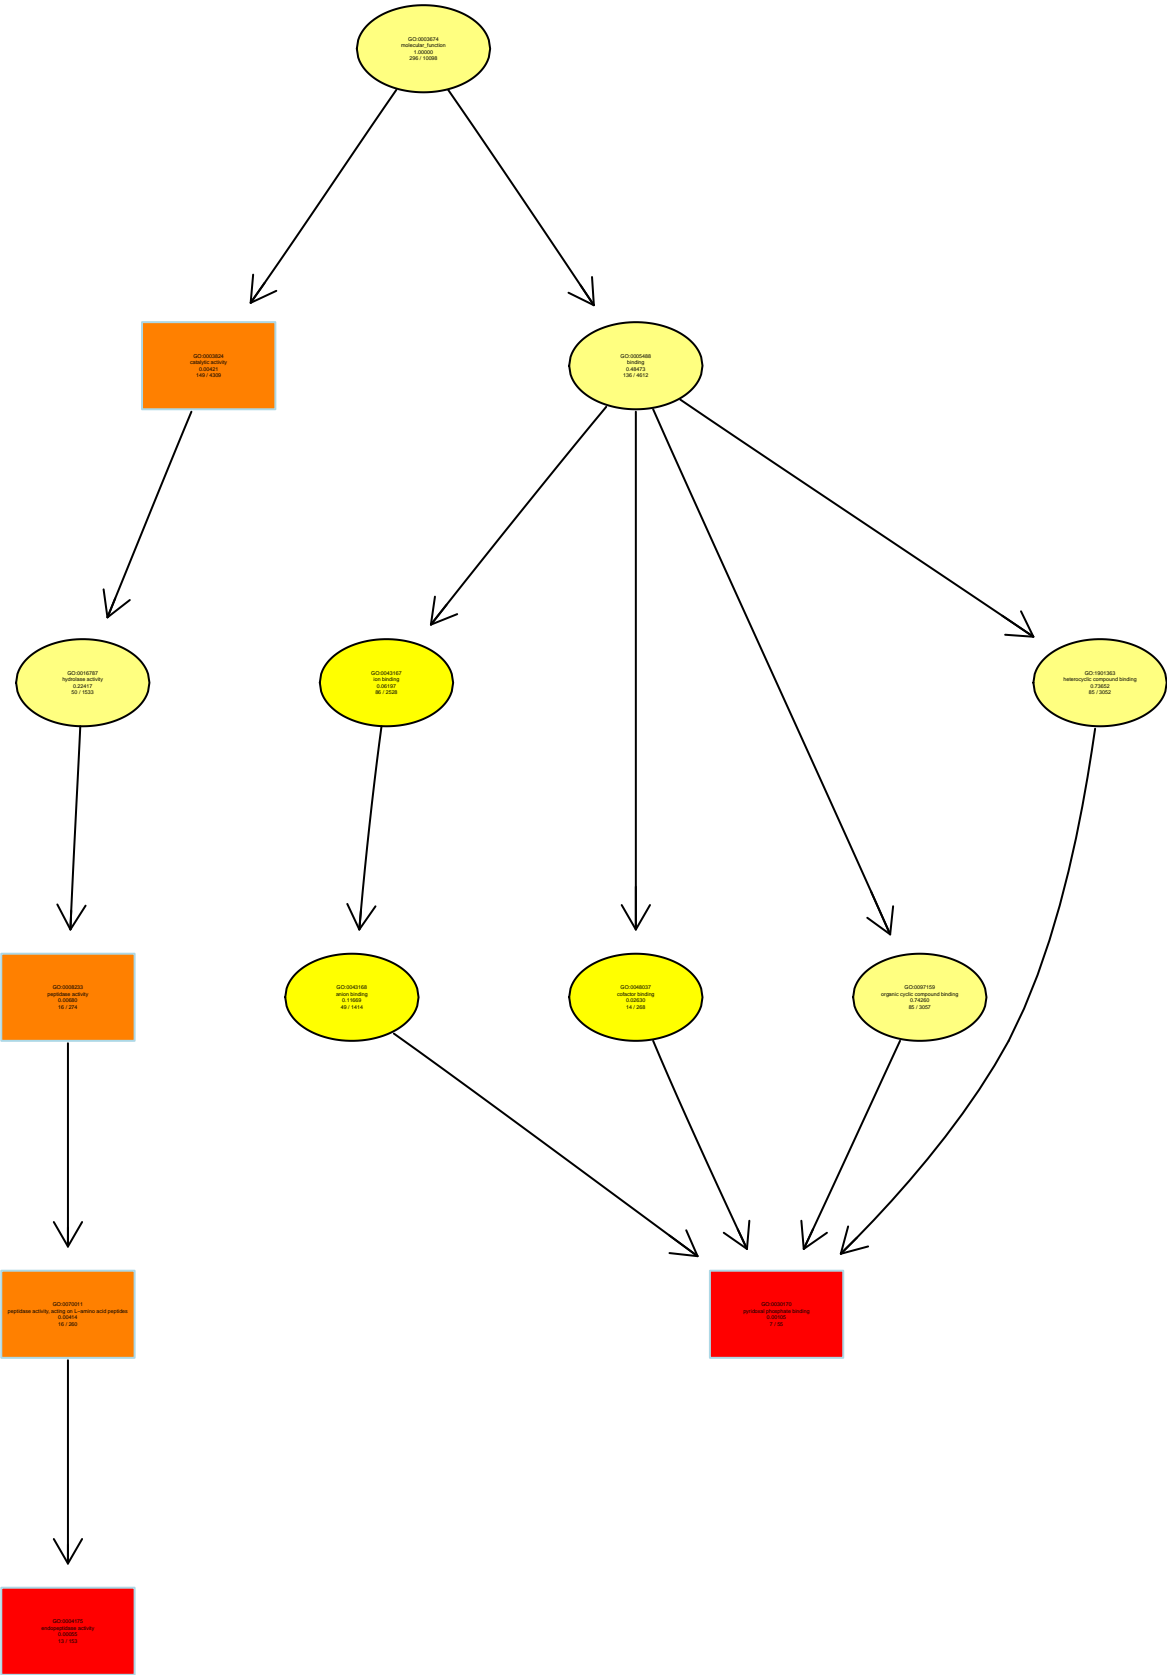 GO:0003674
molecular_function
1.00000
296 / 10098
GO:0003824
catalytic activity
0.00421
149 / 4309
GO:0005488
binding
0.48473
136 / 4612
GO:0016787
hydrolase activity
0.22417
50 / 1533
GO:0043167
ion binding
0.06197
86 / 2528
GO:1901363
heterocyclic compound binding
0.73652
85 / 3052
GO:0008233
peptidase activity
0.00680
16 / 274
GO:0043168
anion binding
0.11669
49 / 1414
GO:0048037
cofactor binding
0.02630
14 / 268
GO:0097159
organic cyclic compound binding
0.74260
85 / 3057
GO:0070011
peptidase activity, acting on L−amino acid peptides
0.00414
16 / 260
GO:0030170
pyridoxal phosphate binding
endopeptidase activity